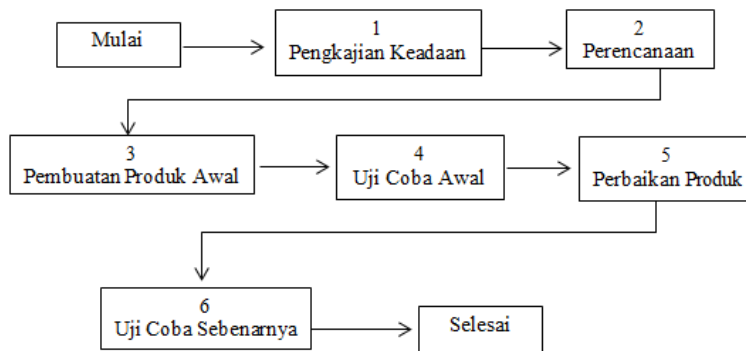 Mulai
1
Pengkajian Keadaan
2
Perencanaan
3
Pembuatan Produk Awal
4
Uji Coba Awal
5
Perbaikan Produk
6
Uji Coba Sebenarnya
Selesai